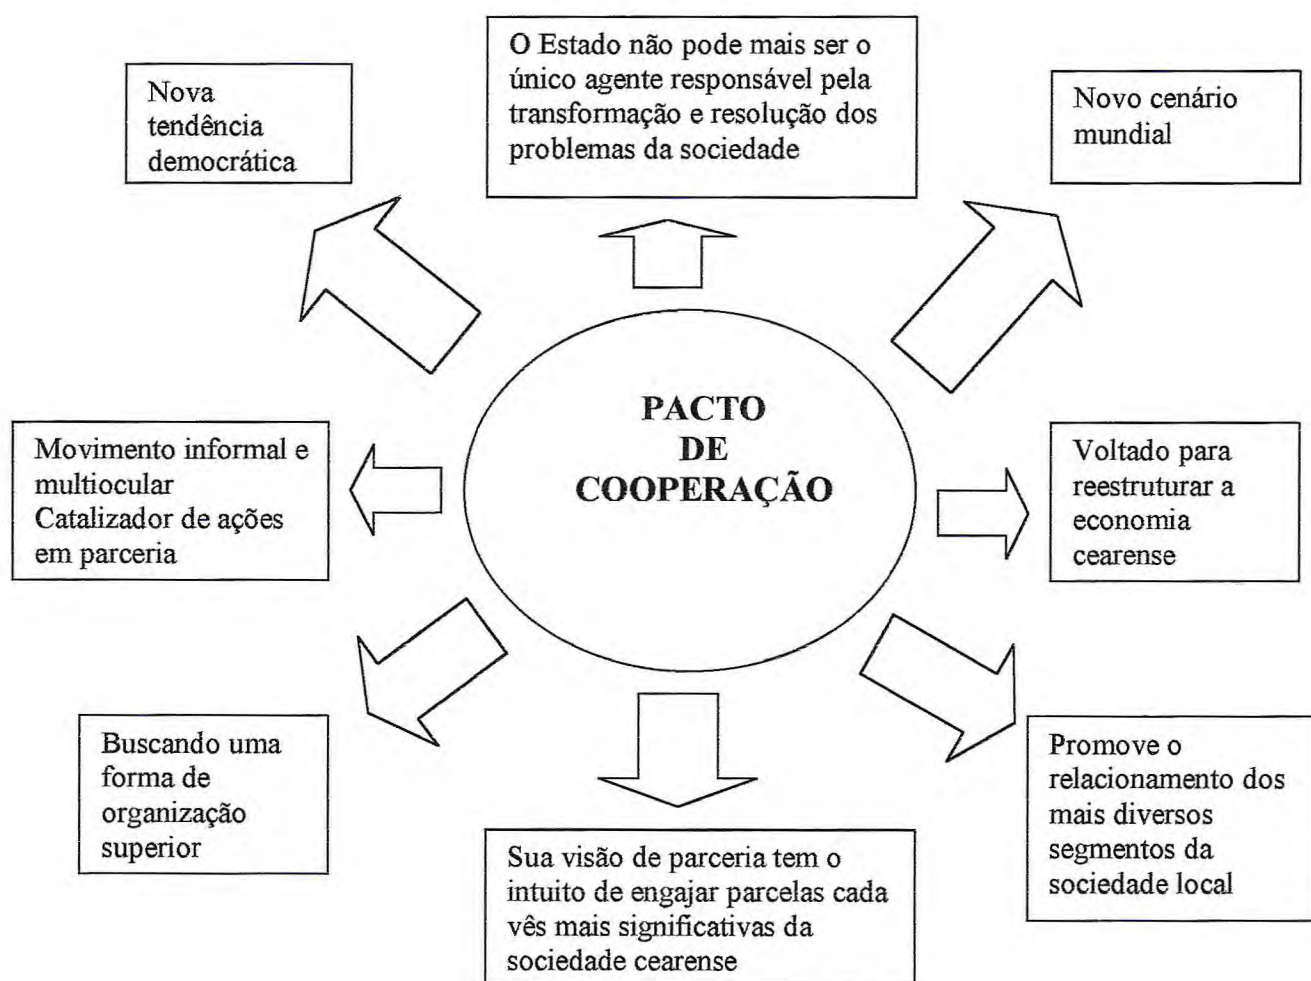 O Estado não pode mais ser o
único agente responsável pela
transformação e resolução dos
problemas da sociedade
Nova
tendência
democrática
Novo cenário
mundial
PACTO
DE
COOPERAÇÃO
Movimento informal e
multiocular
Catalizador de ações
em parceria
Voltado para
reestruturar a
economia
cearense
Buscando uma
forma de
organização
superior
Promove o
relacionamento dos
mais diversos
segmentos da
sociedade local
Sua visão de parceria tem o
intuito de engajar parcelas cada
vês mais significativas da
sociedade cearense